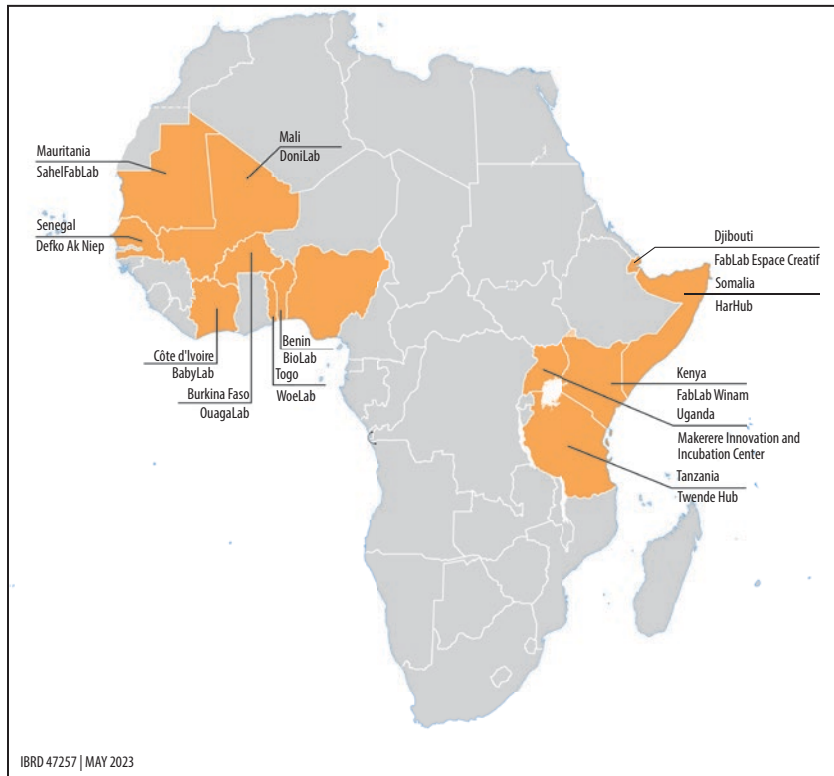 Mauritania
SahelFabLab
Mali
DoniLab
Senegal
Defko Ak Niep
Djibouti
FabLab Espace Creatif
Somalia
HarHub
Côte d'Ivoire
BabyLab
Burkina Faso
OuagaLab
Benin
BioLab
Togo
WoeLab
Kenya
FabLab Winam
Uganda
Makerere Innovation and
Incubation Center
Tanzania
Twende Hub
IBRD 47257 | MAY 2023